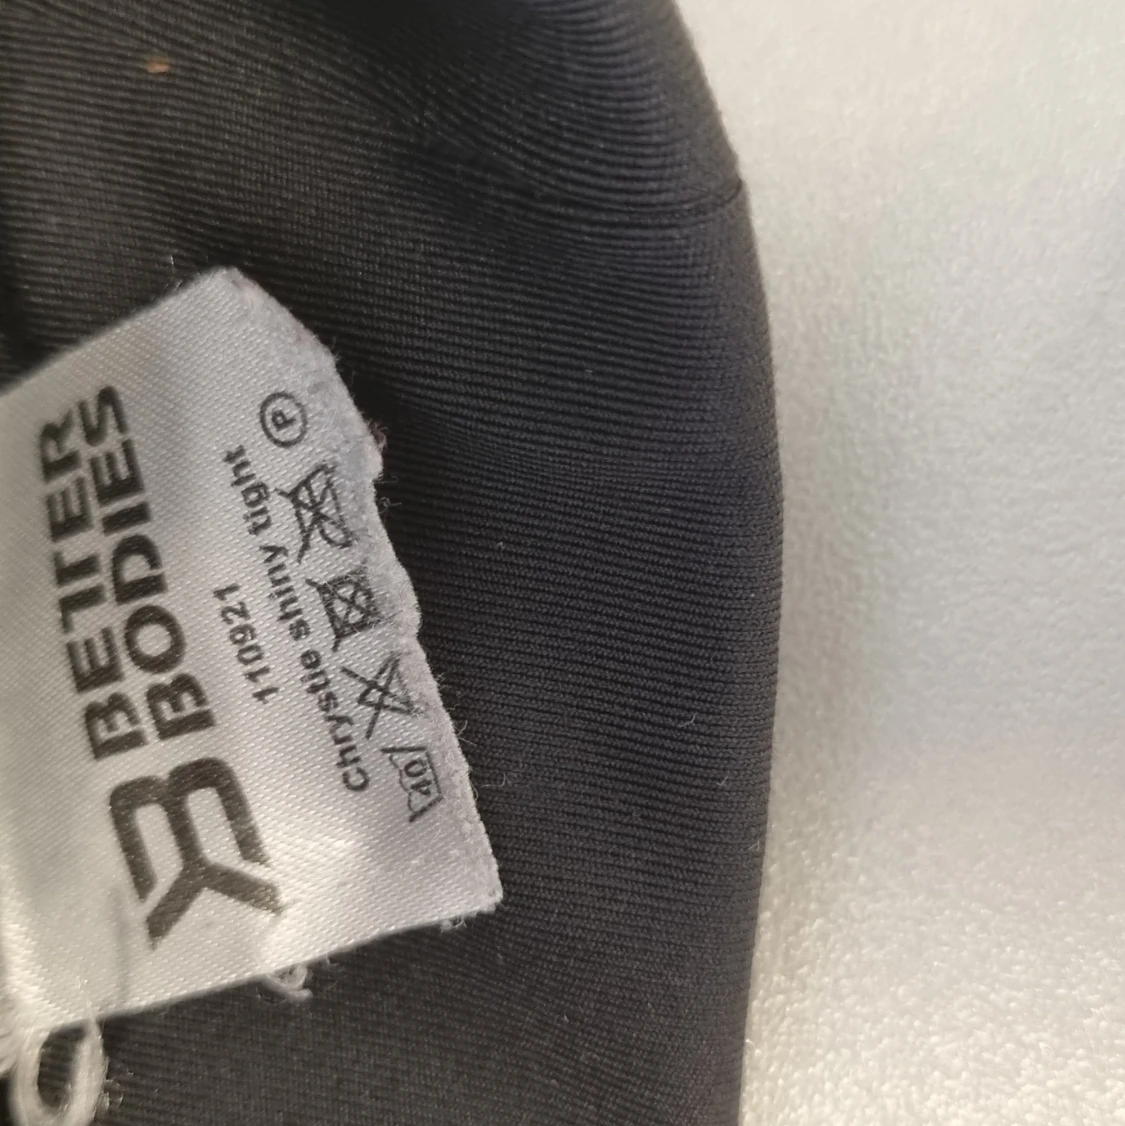 BETTER
BODIES
110921
Chrystie shiny tight
40
P